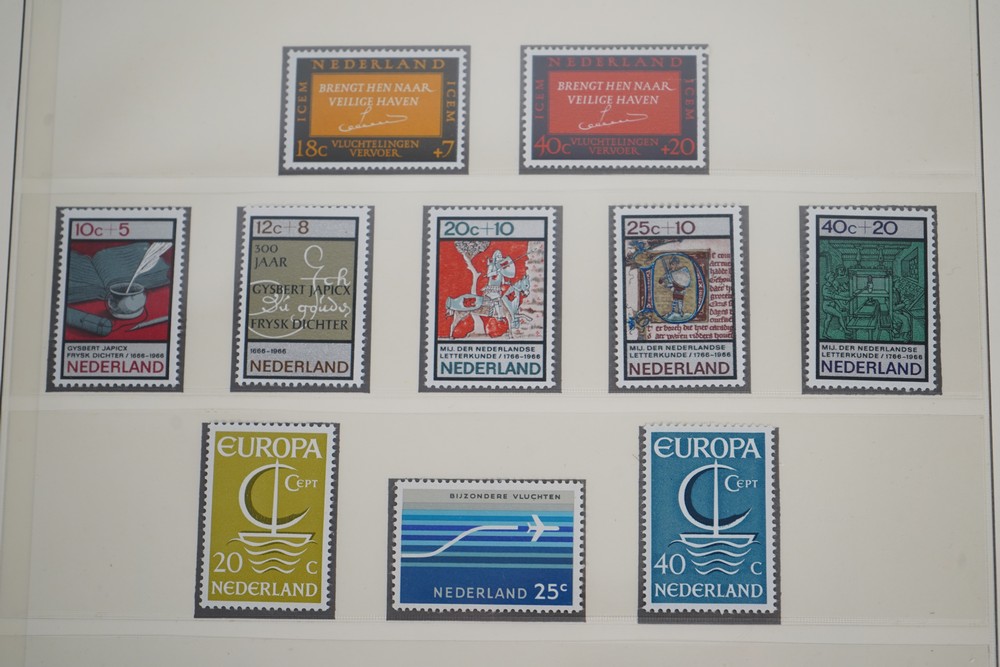 NEDERLAND
ICEM
BRENGT HEN NAAR
VEILIGE HAVEN
ICEM
VLUCHTELINGEN
18c VERVOER +7
NEDERLAND
ICEM
BRENGT HEN NAAR
VEILIGE HAVEN
ICEM
VLUCHTELINGEN
40c VERVOER +20
10c+5
GYSBERT JAPICX
FRYSK DICHTER / 1666-1966
NEDERLAND
12c+8
300
JAAR
GYSBERT JAPICX
FRYSK DICHTER
1666-1966
NEDERLAND
20c+10
MIJ. DER NEDERLANDSE
LETTERKUNDE / 1766-1966
NEDERLAND
25c+10
MIJ. DER NEDERLANDSE
LETTERKUNDE / 1766-1966
NEDERLAND
40c+20
MIJ. DER NEDERLANDSE
LETTERKUNDE / 1766-1966
NEDERLAND
EUROPA
CEPT
20 C
NEDERLAND
BIJZONDERE VLUCHTEN
NEDERLAND 25c
EUROPA
CEPT
40 C
NEDERLAND